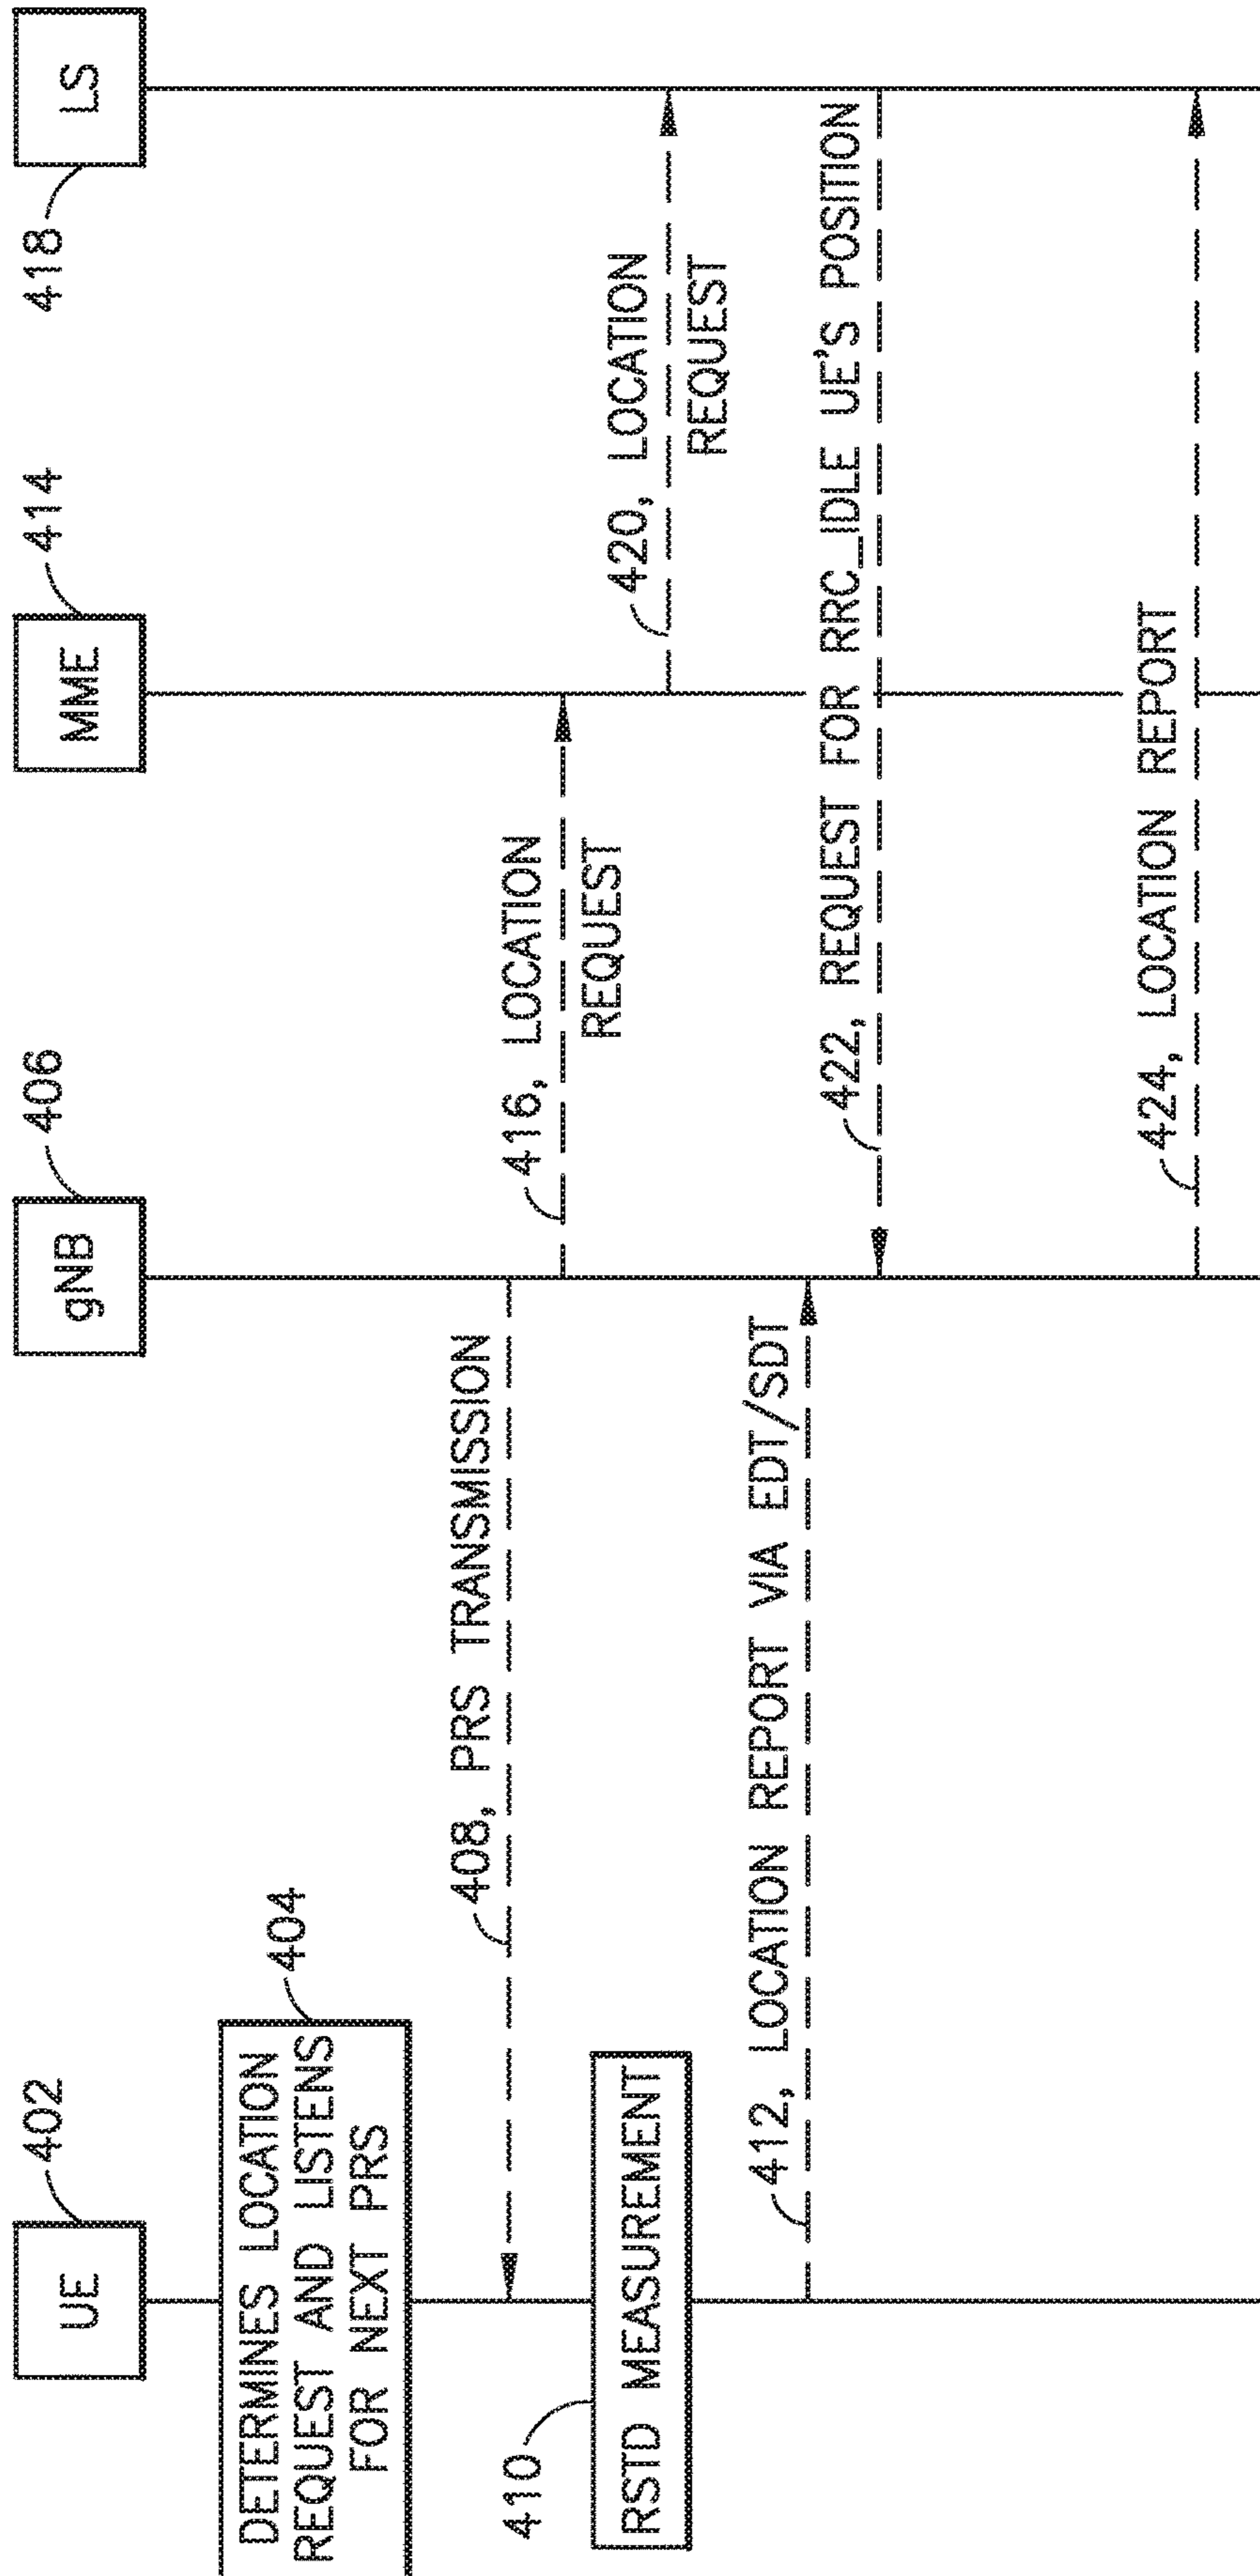 402
UE
406
gNB
414
MME
418
LS
404
DETERMINES LOCATION
REQUEST AND LISTENS
FOR NEXT PRS
408, PRS TRANSMISSION
416, LOCATION
REQUEST
410
RSTD MEASUREMENT
420, LOCATION
REQUEST
412, LOCATION REPORT VIA EDT/SDT
422, REQUEST FOR RRC_IDLE UE'S POSITION
424, LOCATION REPORT